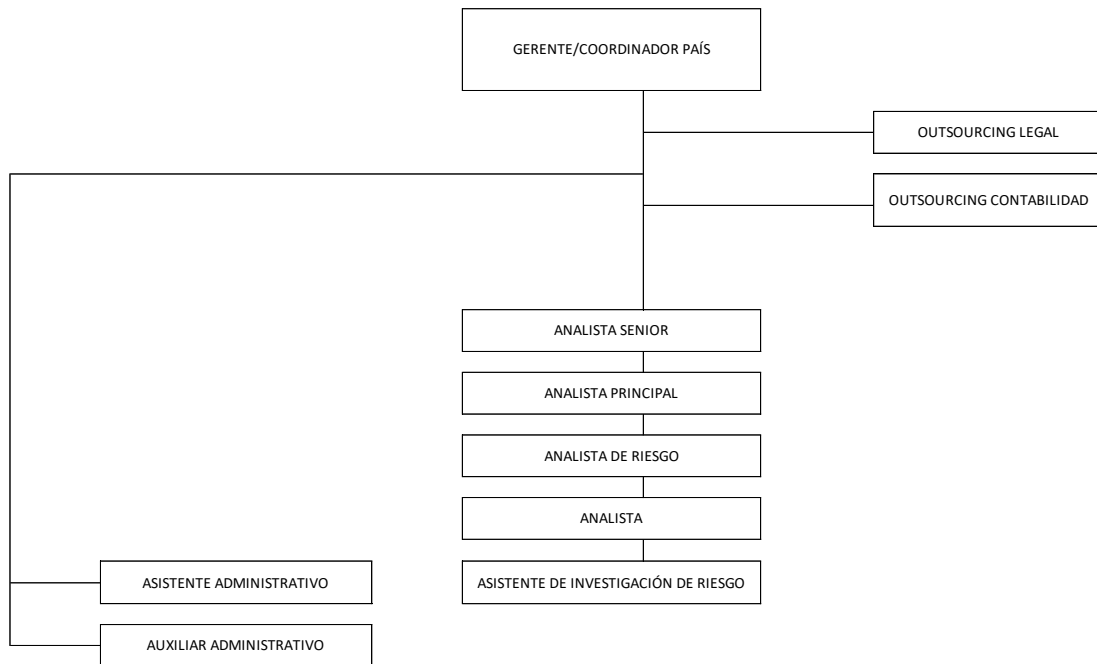 GERENTE/COORDINADOR PAÍS
OUTSOURCING LEGAL
OUTSOURCING CONTABILIDAD
ANALISTA SENIOR
ANALISTA PRINCIPAL
ANALISTA DE RIESGO
ANALISTA
ASISTENTE ADMINISTRATIVO
ASISTENTE DE INVESTIGACIÓN DE RIESGO
AUXILIAR ADMINISTRATIVO